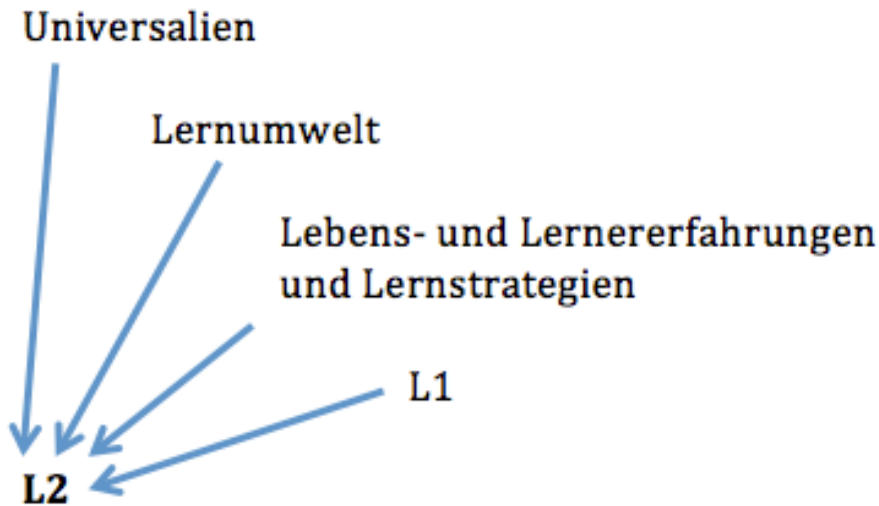 Universalien
Lernumwelt
Lebens- und Lernererfahrungen
und Lernstrategien
L1
L2